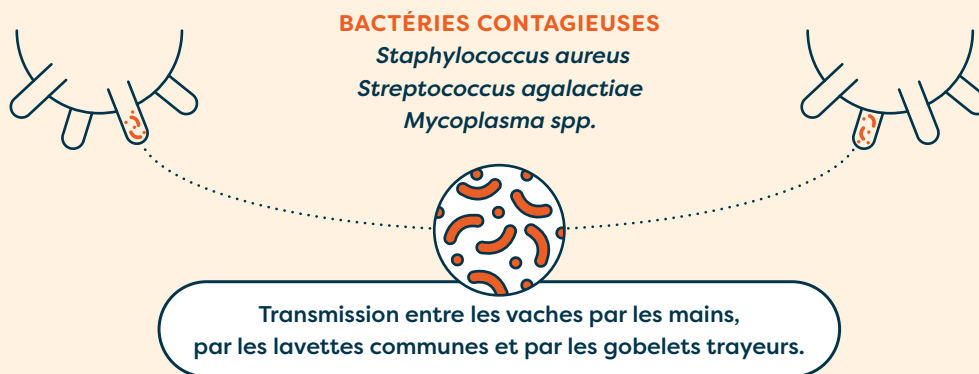 BACTÉRIES CONTAGIEUSES
Staphylococcus aureus
Streptococcus agalactiae
Mycoplasma spp.
Transmission entre les vaches par les mains,
par les lavettes communes et par les gobelets trayeurs.